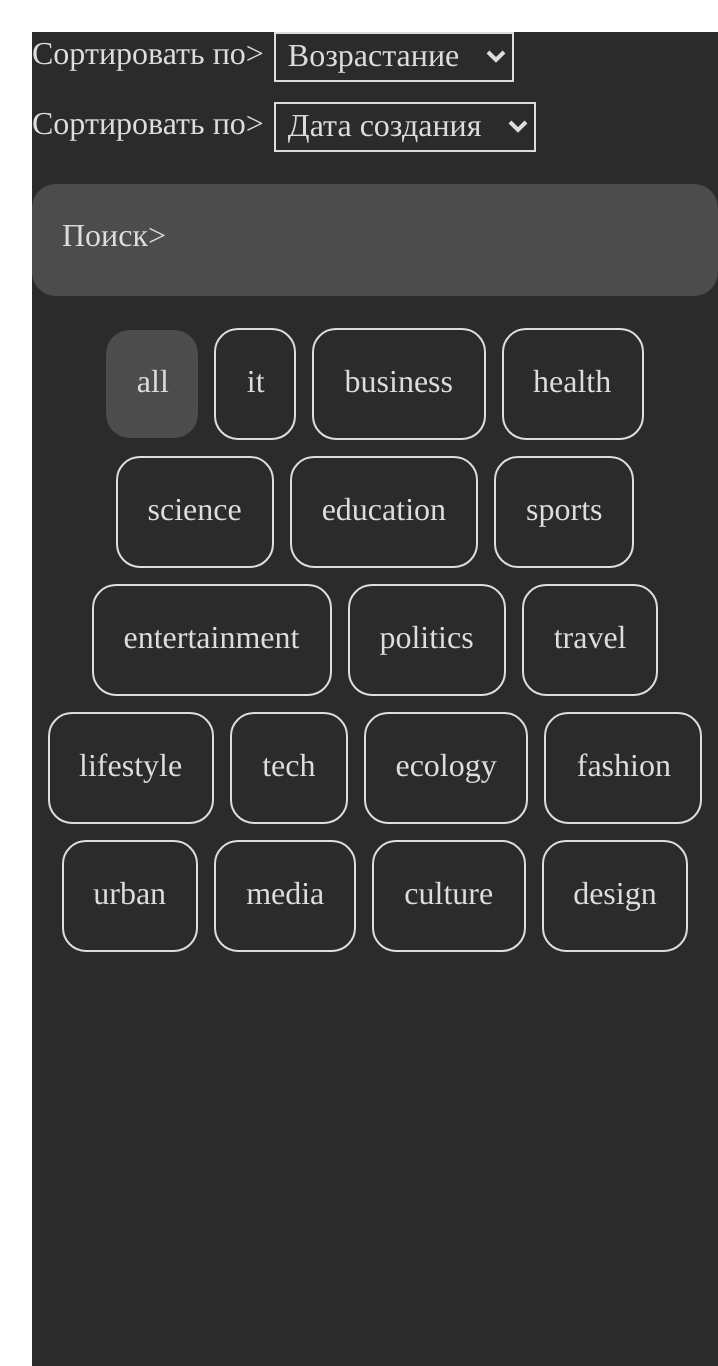 Сортировать по> Возрастание
Сортировать по> Дата создания
Поиск>
all it business health
science education sports
entertainment politics travel
lifestyle tech ecology fashion
urban media culture design